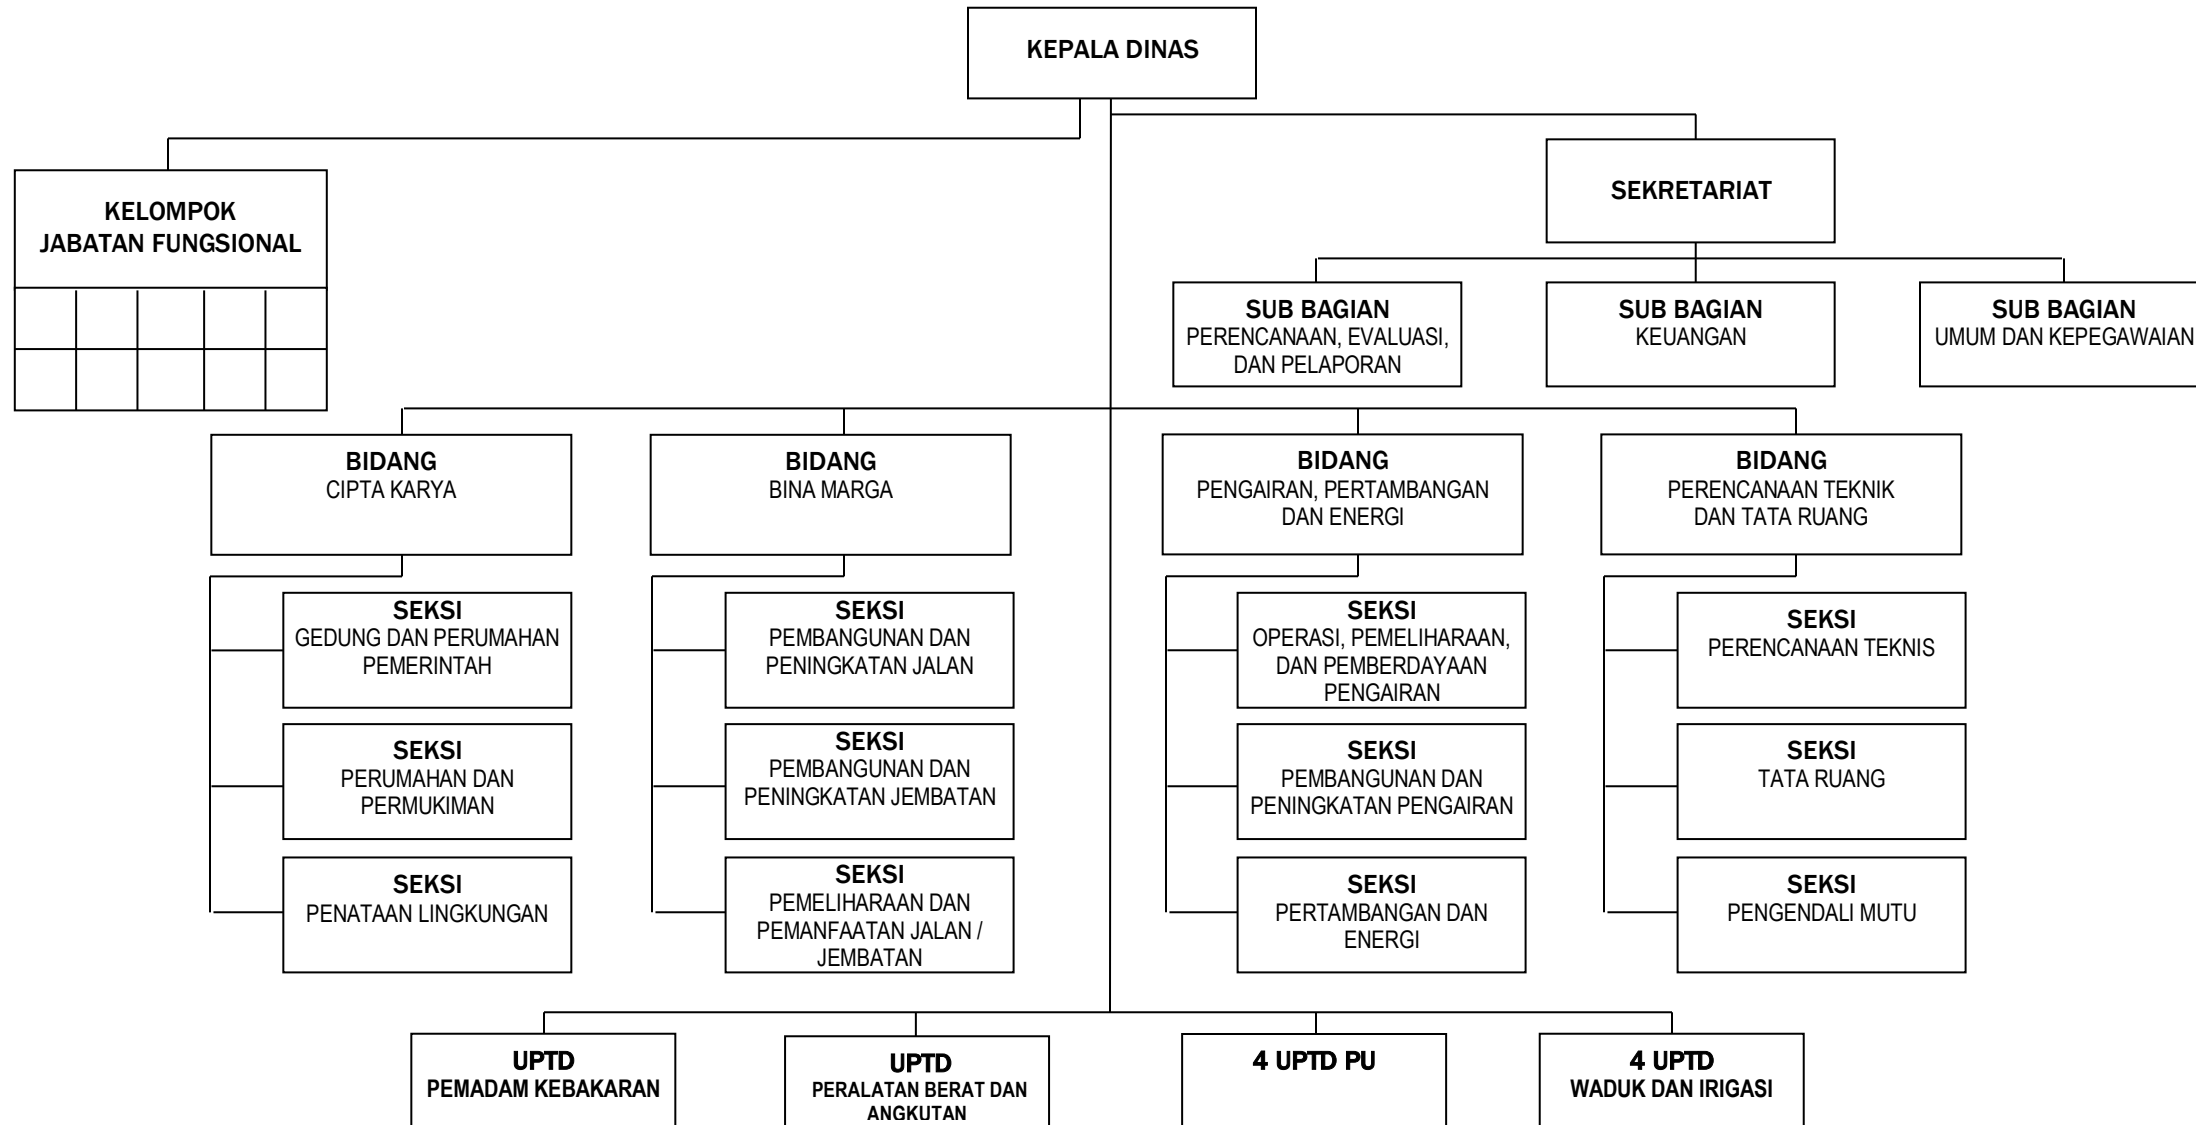 KEPALA DINAS
KELOMPOK
JABATAN FUNGSIONAL
SEKRETARIAT
SUB BAGIAN
PERENCANAAN, EVALUASI,
DAN PELAPORAN
SUB BAGIAN
KEUANGAN
SUB BAGIAN
UMUM DAN KEPEGAWAIAN
BIDANG
CIPTA KARYA
BIDANG
BINA MARGA
BIDANG
PENGAIRAN, PERTAMBANGAN
DAN ENERGI
BIDANG
PERENCANAAN TEKNIK
DAN TATA RUANG
SEKSI
GEDUNG DAN PERUMAHAN
PEMERINTAH
SEKSI
PERUMAHAN DAN
PERMUKIMAN
SEKSI
PENATAAN LINGKUNGAN
SEKSI
PEMBANGUNAN DAN
PENINGKATAN JALAN
SEKSI
PEMBANGUNAN DAN
PENINGKATAN JEMBATAN
SEKSI
PEMELIHARAAN DAN
PEMANFAATAN JALAN /
JEMBATAN
SEKSI
OPERASI, PEMELIHARAAN,
DAN PEMBERDAYAAN
PENGAIRAN
SEKSI
PEMBANGUNAN DAN
PENINGKATAN PENGAIRAN
SEKSI
PERTAMBANGAN DAN
ENERGI
SEKSI
PERENCANAAN TEKNIS
SEKSI
TATA RUANG
SEKSI
PENGENDALI MUTU
UPTD
PEMADAM KEBAKARAN
UPTD
PERALATAN BERAT DAN
ANGKUTAN
4 UPTD PU
4 UPTD
WADUK DAN IRIGASI